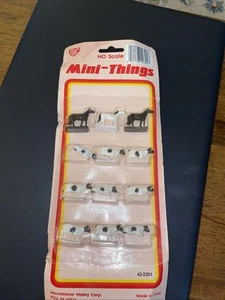 HO Scale
Mini-Things
42-2301
International Hobby Corp.
Made in